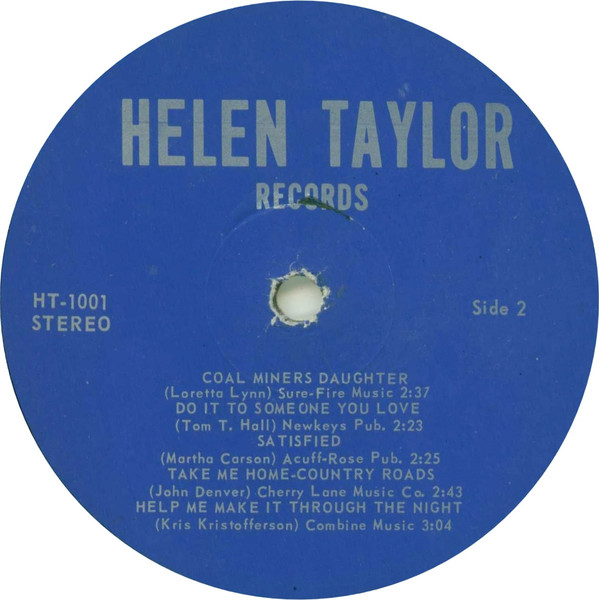 HELEN TAYLOR
RECORDS
HT-1001
STEREO
Side 2
COAL MINERS DAUGHTER
(Loretta Lynn) Sure-Fire Music 2:37
DO IT TO SOMEONE YOU LOVE
(Tom T. Hall) Newkeys Pub. 2:23
SATISFIED
(Martha Carson) Acuff-Rose Pub. 2:25
TAKE ME HOME-COUNTRY ROADS
(John Denver) Cherry Lane Music Co. 2:43
HELP ME MAKE IT THROUGH THE NIGHT
(Kris Kristofferson) Combine Music 3:04